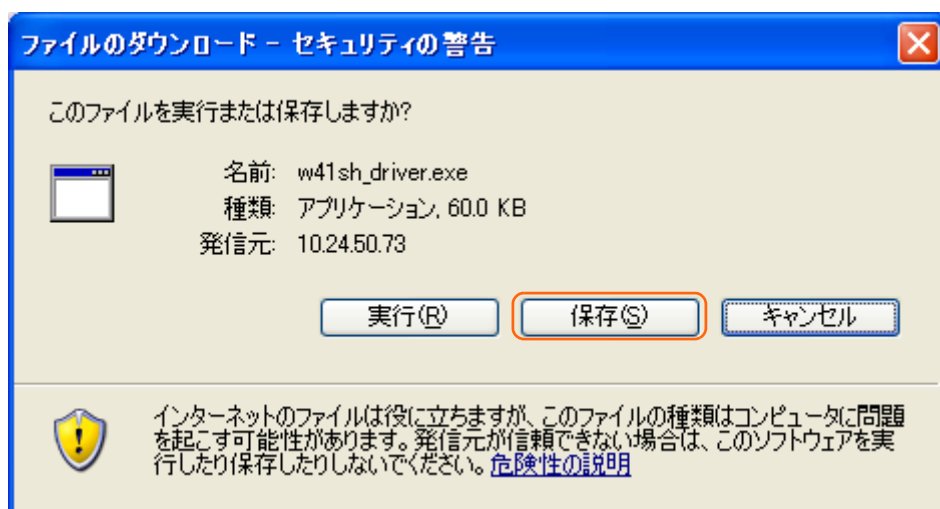 ファイルのダウンロード - セキュリティの警告
このファイルを実行または保存しますか?
名前: w41sh_driver.exe
種類: アプリケーション, 60.0 KB
発信元: 10.24.50.73
実行(R) 保存(S) キャンセル
インターネットのファイルは役に立ちますが、このファイルの種類はコンピュータに問題
を起こす可能性があります。発信元が信頼できない場合は、このソフトウェアを実
行したり保存したりしないでください。危険性の説明